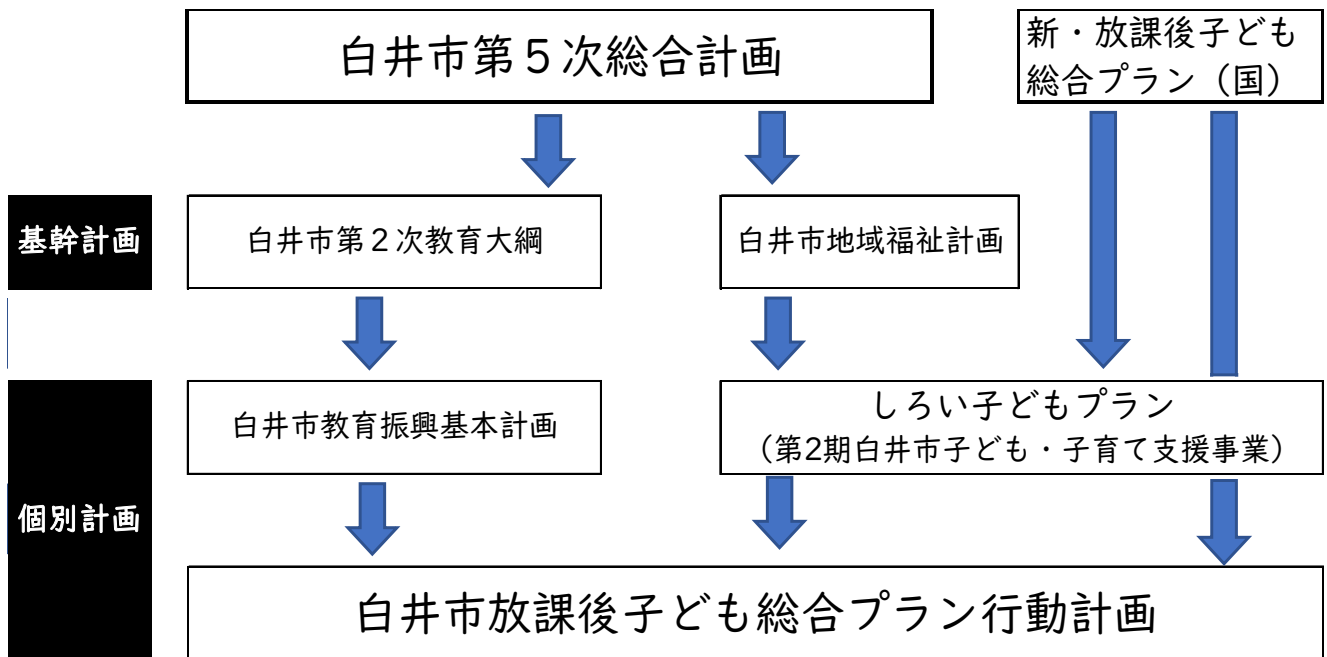 白井市第５次総合計画
新・放課後子ども
総合プラン（国）
基幹計画
白井市第２次教育大綱
白井市地域福祉計画
個別計画
白井市教育振興基本計画
しろい子どもプラン
（第2期白井市子ども・子育て支援事業）
白井市放課後子ども総合プラン行動計画